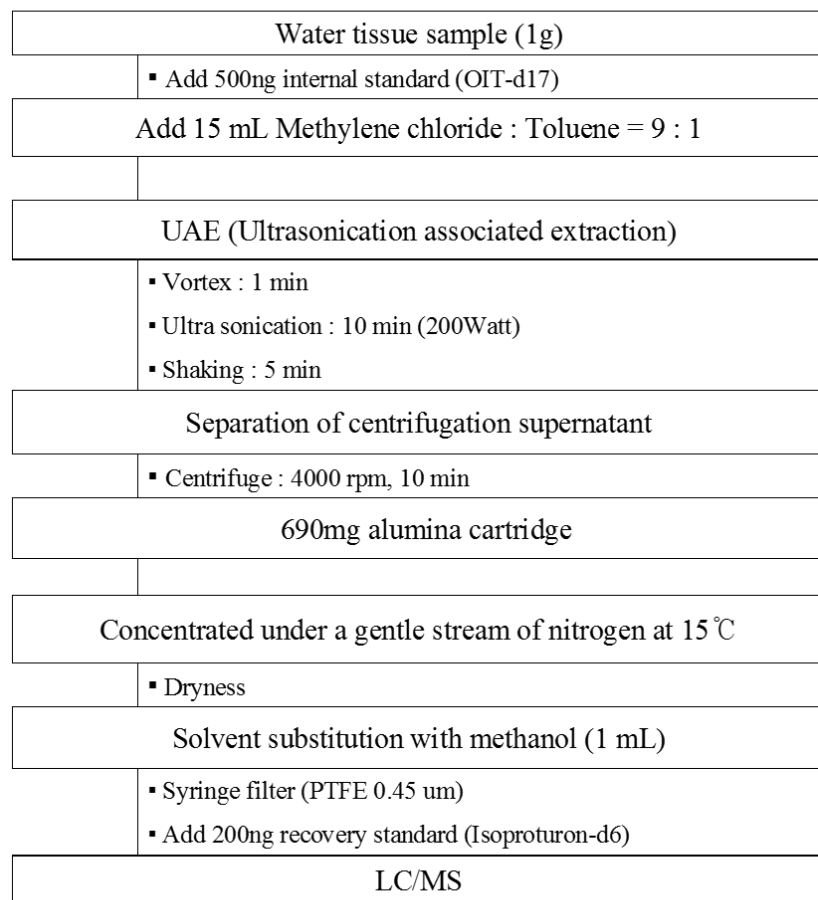 Water tissue sample (1g)
▪ Add 500ng internal standard (OIT-d17)
Add 15 mL Methylene chloride : Toluene = 9 : 1
UAE (Ultrasonication associated extraction)
▪ Vortex : 1 min
▪ Ultra sonication : 10 min (200Watt)
▪ Shaking : 5 min
Separation of centrifugation supernatant
▪ Centrifuge : 4000 rpm, 10 min
690mg alumina cartridge
Concentrated under a gentle stream of nitrogen at 15℃
▪ Dryness
Solvent substitution with methanol (1 mL)
▪ Syringe filter (PTFE 0.45 um)
▪ Add 200ng recovery standard (Isoproturon-d6)
LC/MS